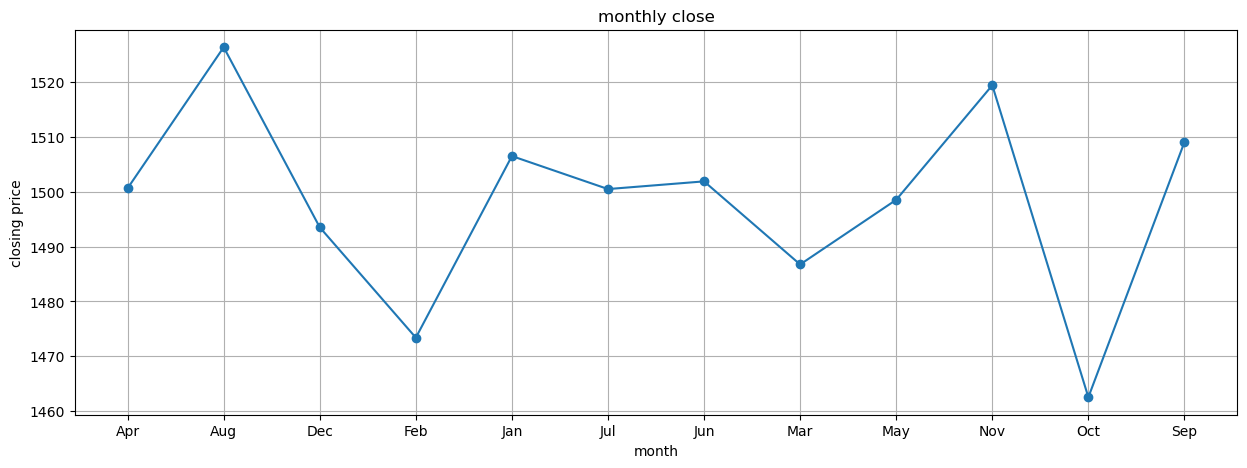 monthly close
closing price
1520
1510
1500
1490
1480
1470
1460
Apr Aug Dec Feb Jan Jul Jun Mar May Nov Oct Sep
month